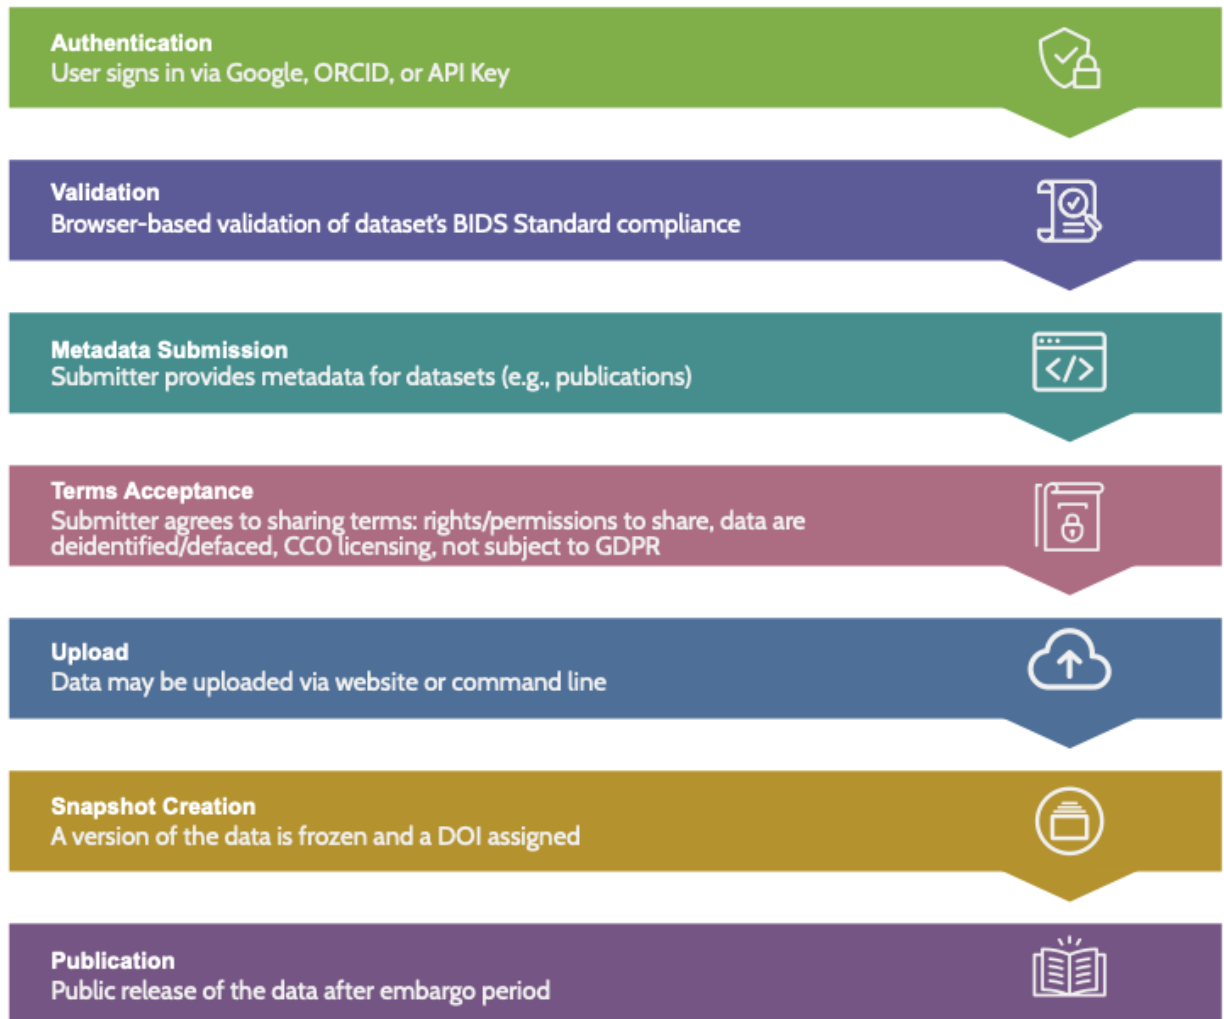 Authentication
User signs in via Google, ORCID, or API Key
Validation
Browser-based validation of dataset's BIDS Standard compliance
Metadata Submission
Submitter provides metadata for datasets (e.g., publications)
</>
Terms Acceptance
Submitter agrees to sharing terms: rights/permissions to share, data are
deidentified/defaced, CC0 licensing, not subject to GDPR
Upload
Data may be uploaded via website or command line
Snapshot Creation
A version of the data is frozen and a DOI assigned
Publication
Public release of the data after embargo period